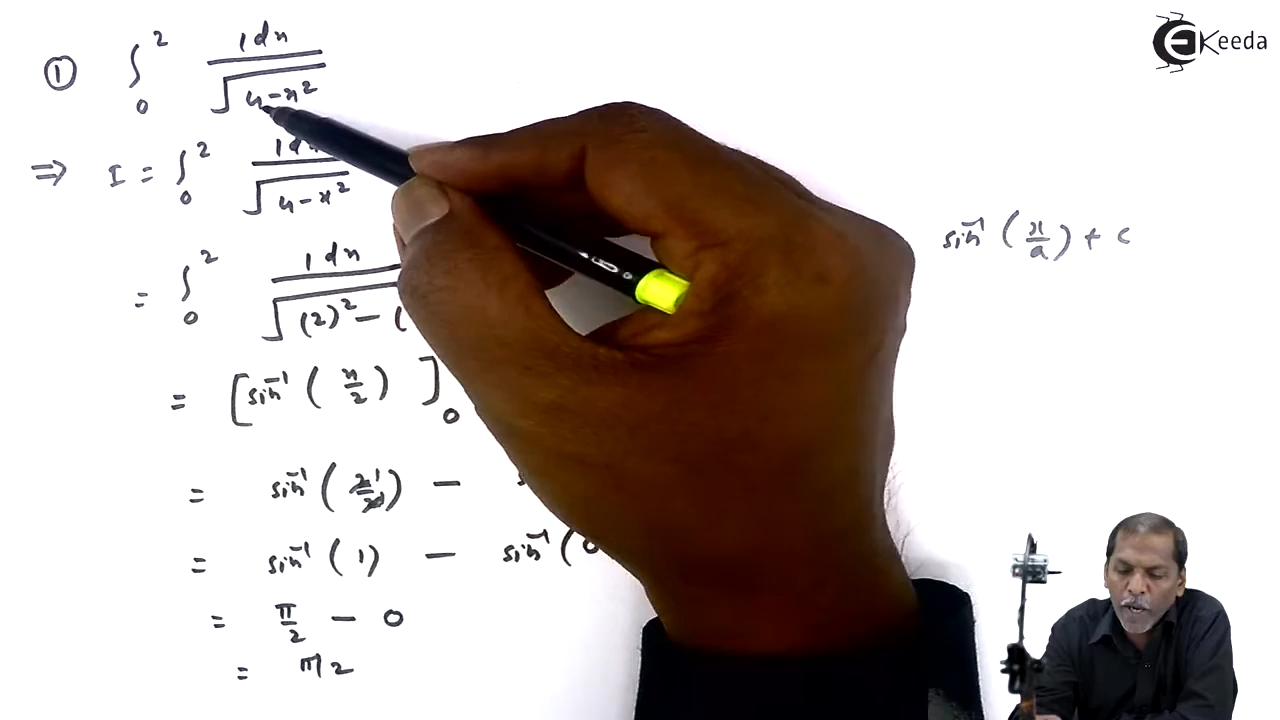 ① ∫₀² 1dx / √(4-x²)
⇒ I = ∫₀² 1dx / √(4-x²)
= ∫₀² 1dx / √((2)² - (
= [sin⁻¹ (x/2) ]₀
sin⁻¹ (x/a) + c
= sin⁻¹ (2/2) -
= sin⁻¹ (1) - sin⁻¹ (0
= π/2 - 0
= π/2
EKeeda